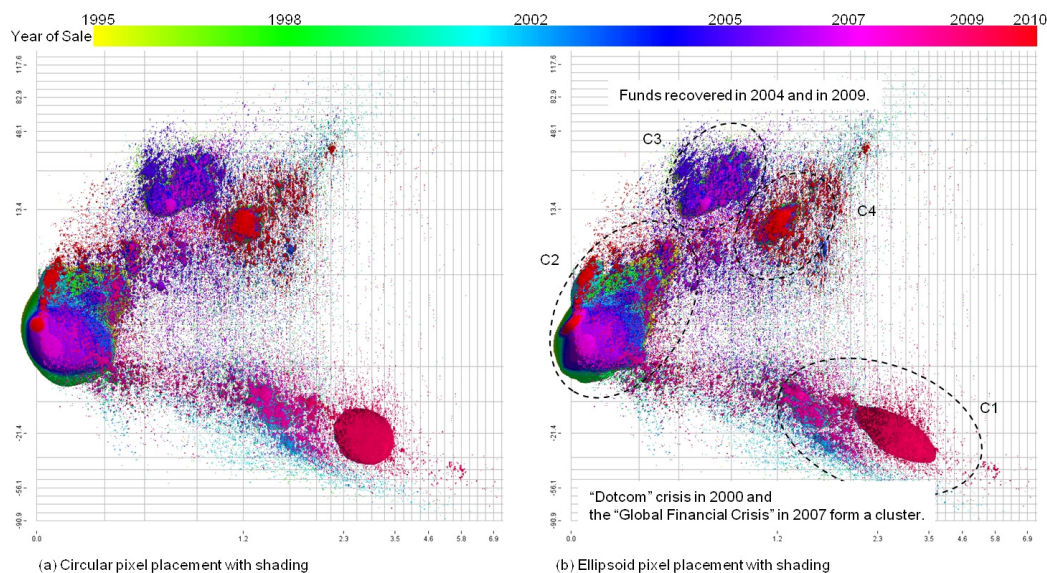 1995 1998 2002 2005 2007 2009 2010
Year of Sale
117.6
82.9
48.1
13.4
-21.4
-56.1
-90.9
0.0 1.2 2.3 3.5 4.6 5.8 6.9
(a) Circular pixel placement with shading
117.6
82.9
48.1
13.4
-21.4
-56.1
-90.9
Funds recovered in 2004 and in 2009.
C3
C4
C2
C1
“Dotcom” crisis in 2000 and
the “Global Financial Crisis” in 2007 form a cluster.
0.0 1.2 2.3 3.5 4.6 5.8 6.9
(b) Ellipsoid pixel placement with shading